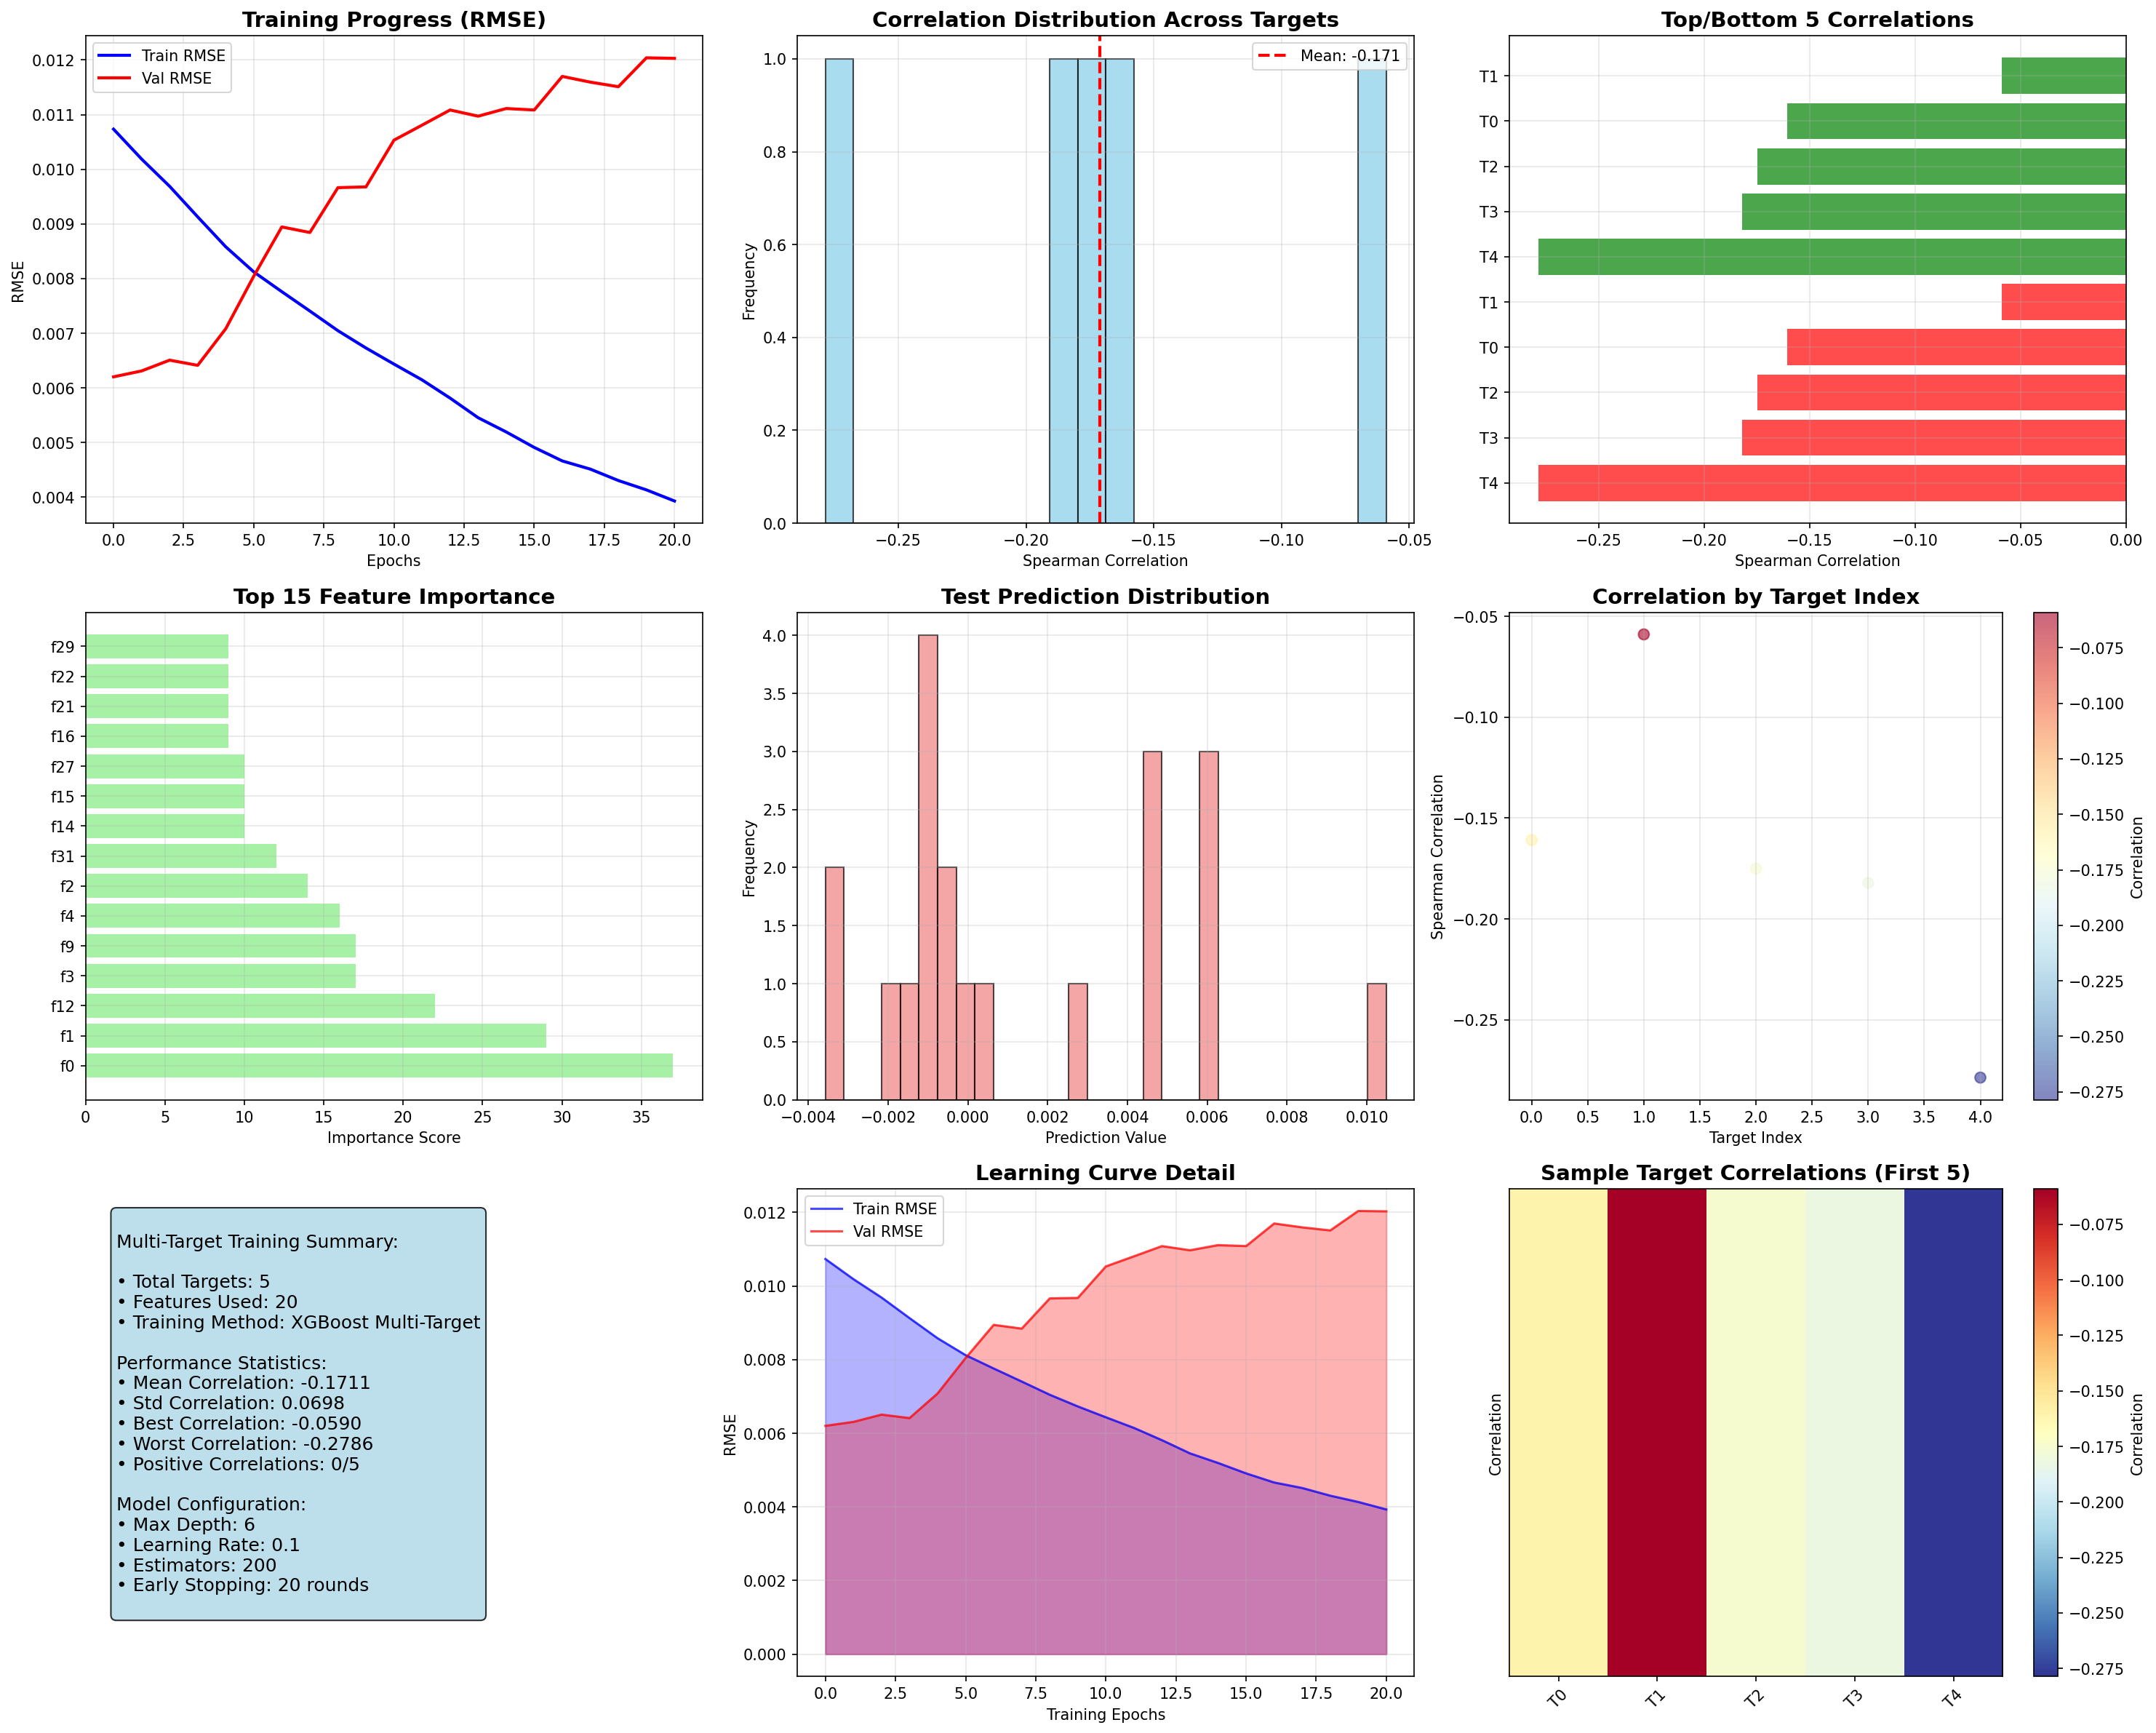 Training Progress (RMSE)
Train RMSE
Val RMSE
0.012
0.011
0.010
0.009
0.008
0.007
0.006
0.005
0.004
RMSE
0.0 2.5 5.0 7.5 10.0 12.5 15.0 17.5 20.0
Epochs
Correlation Distribution Across Targets
Mean: -0.171
1.0
0.8
0.6
0.4
0.2
0.0
Frequency
−0.25 −0.20 −0.15 −0.10 −0.05
Spearman Correlation
Top/Bottom 5 Correlations
T1
T0
T2
T3
T4
T1
T0
T2
T3
T4
−0.25 −0.20 −0.15 −0.10 −0.05 0.00
Spearman Correlation
Top 15 Feature Importance
f29
f22
f21
f16
f27
f15
f14
f31
f2
f4
f9
f3
f12
f1
f0
0 5 10 15 20 25 30 35
Importance Score
Test Prediction Distribution
4.0
3.5
3.0
2.5
2.0
1.5
1.0
0.5
0.0
Frequency
−0.004 −0.002 0.000 0.002 0.004 0.006 0.008 0.010
Prediction Value
Correlation by Target Index
−0.05
−0.10
−0.15
−0.20
−0.25
Spearman Correlation
0.0 0.5 1.0 1.5 2.0 2.5 3.0 3.5 4.0
Target Index
−0.075
−0.100
−0.125
−0.150
−0.175
−0.200
−0.225
−0.250
−0.275
Correlation
Multi-Target Training Summary:
• Total Targets: 5
• Features Used: 20
• Training Method: XGBoost Multi-Target
Performance Statistics:
• Mean Correlation: -0.1711
• Std Correlation: 0.0698
• Best Correlation: -0.0590
• Worst Correlation: -0.2786
• Positive Correlations: 0/5
Model Configuration:
• Max Depth: 6
• Learning Rate: 0.1
• Estimators: 200
• Early Stopping: 20 rounds
Learning Curve Detail
Train RMSE
Val RMSE
0.012
0.010
0.008
0.006
0.004
0.002
0.000
RMSE
0.0 2.5 5.0 7.5 10.0 12.5 15.0 17.5 20.0
Training Epochs
Sample Target Correlations (First 5)
Correlation
T0 T1 T2 T3 T4
−0.075
−0.100
−0.125
−0.150
−0.175
−0.200
−0.225
−0.250
−0.275
Correlation